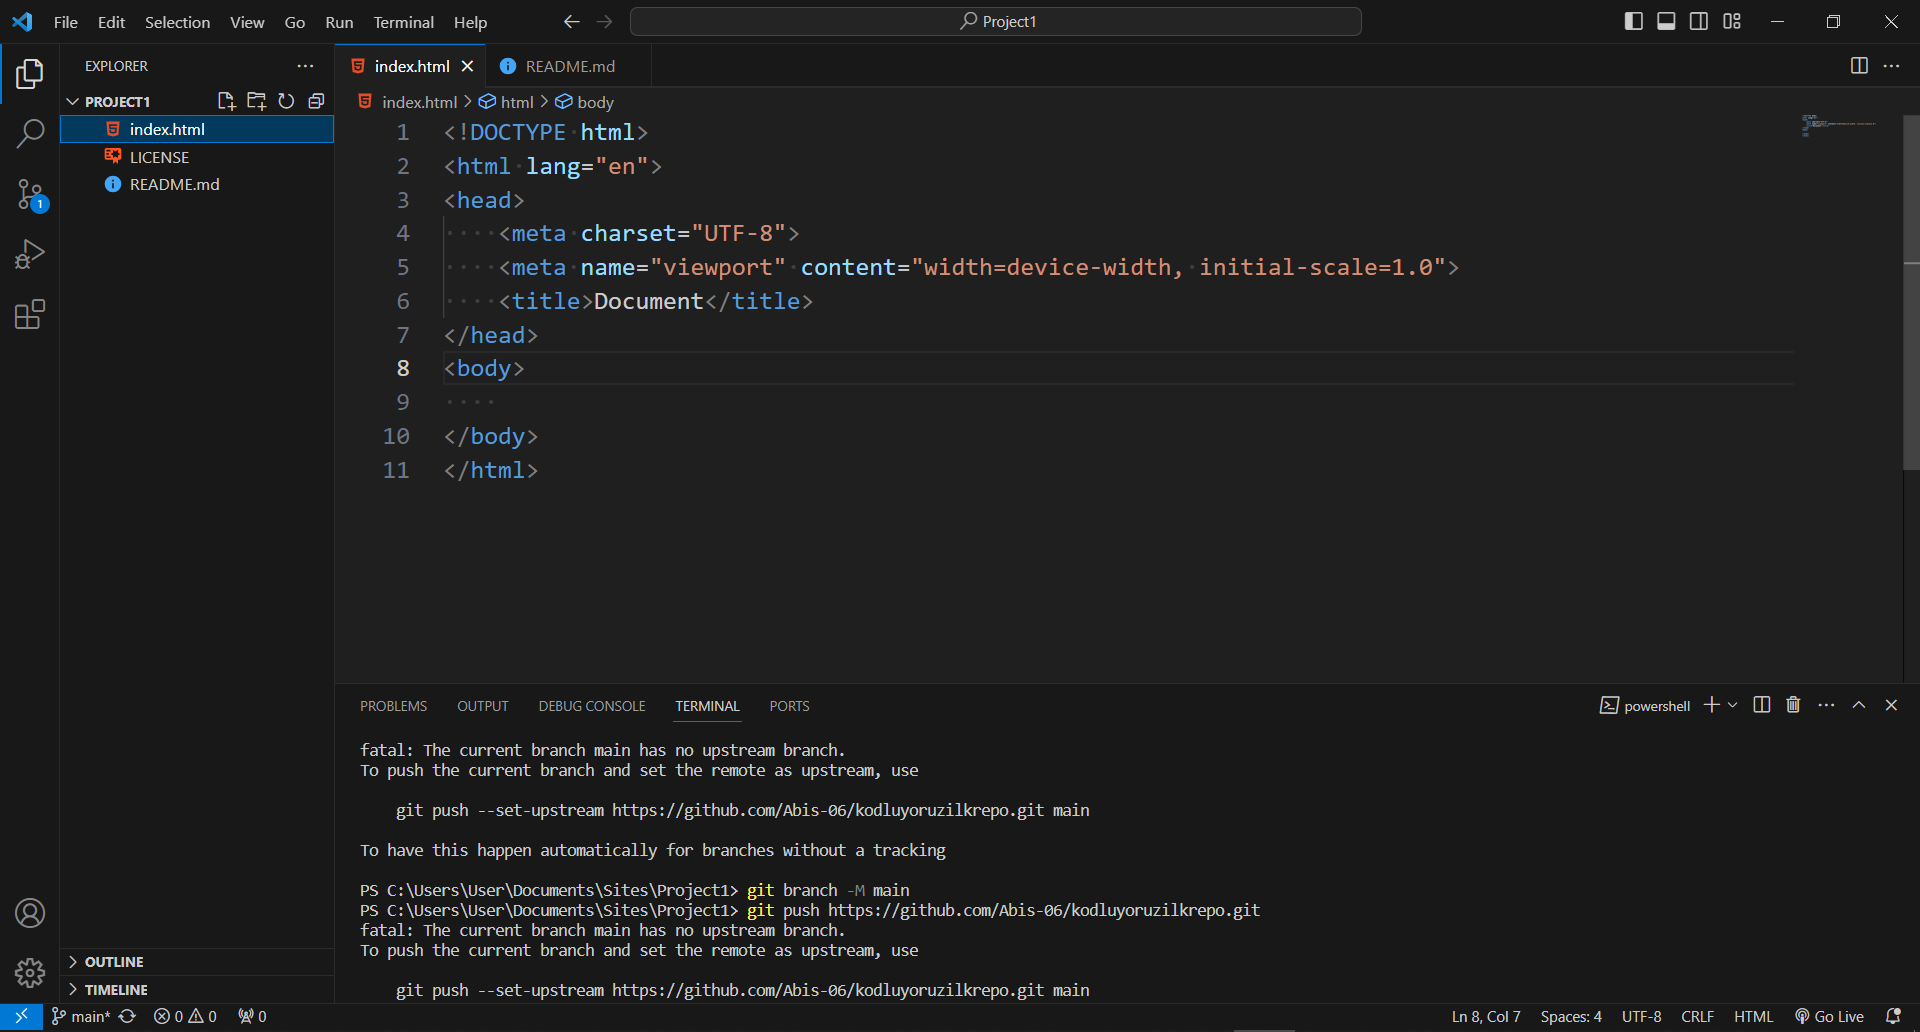 File Edit Selection View Go Run Terminal Help
Project1
EXPLORER
PROJECT1
index.html
LICENSE
README.md
1
OUTLINE
TIMELINE
index.html README.md
index.html > html > body
1 <!DOCTYPE html>
2 <html lang="en">
3 <head>
4 <meta charset="UTF-8">
5 <meta name="viewport" content="width=device-width, initial-scale=1.0">
6 <title>Document</title>
7 </head>
8 <body>
9
10 </body>
11 </html>
PROBLEMS OUTPUT DEBUG CONSOLE TERMINAL PORTS
powershell
fatal: The current branch main has no upstream branch.
To push the current branch and set the remote as upstream, use
git push --set-upstream https://github.com/Abis-06/kodluyoruzilkrepo.git main
To have this happen automatically for branches without a tracking
PS C:\Users\User\Documents\Sites\Project1> git branch -M main
PS C:\Users\User\Documents\Sites\Project1> git push https://github.com/Abis-06/kodluyoruzilkrepo.git
fatal: The current branch main has no upstream branch.
To push the current branch and set the remote as upstream, use
git push --set-upstream https://github.com/Abis-06/kodluyoruzilkrepo.git main
main* 0 0 0 Ln 8, Col 7 Spaces: 4 UTF-8 CRLF HTML Go Live